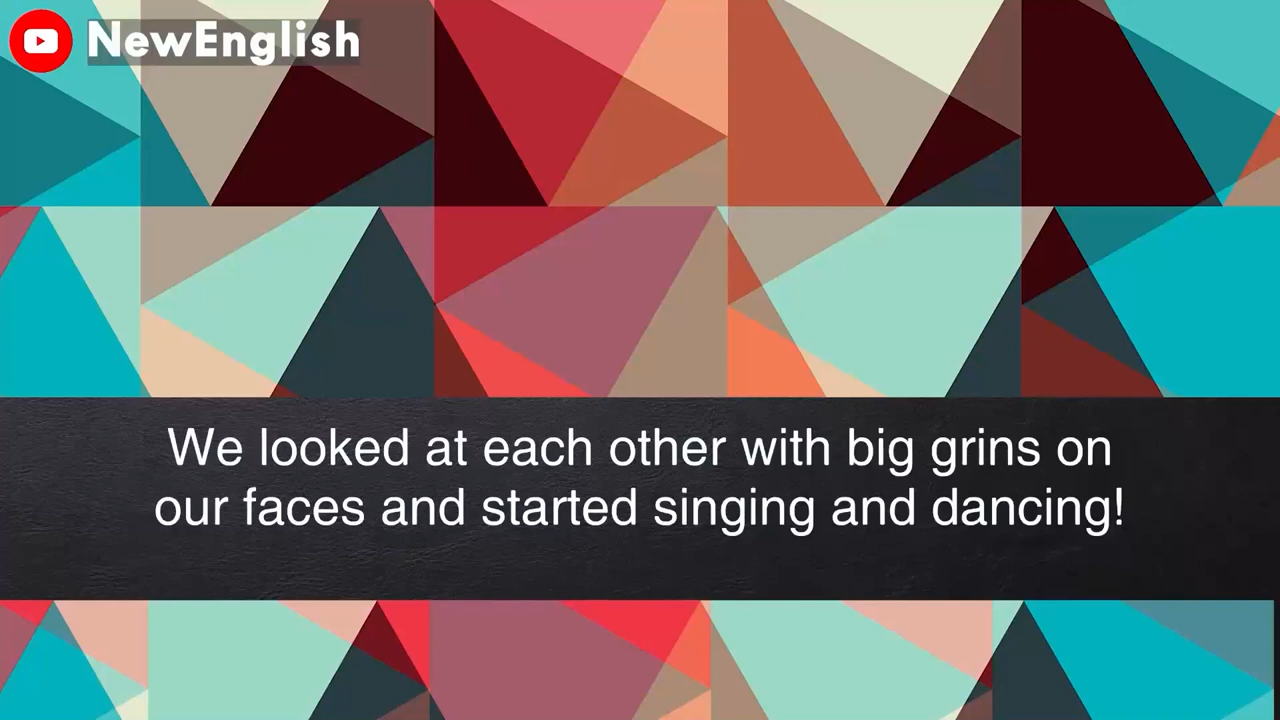 NewEnglish
We looked at each other with big grins on
our faces and started singing and dancing!